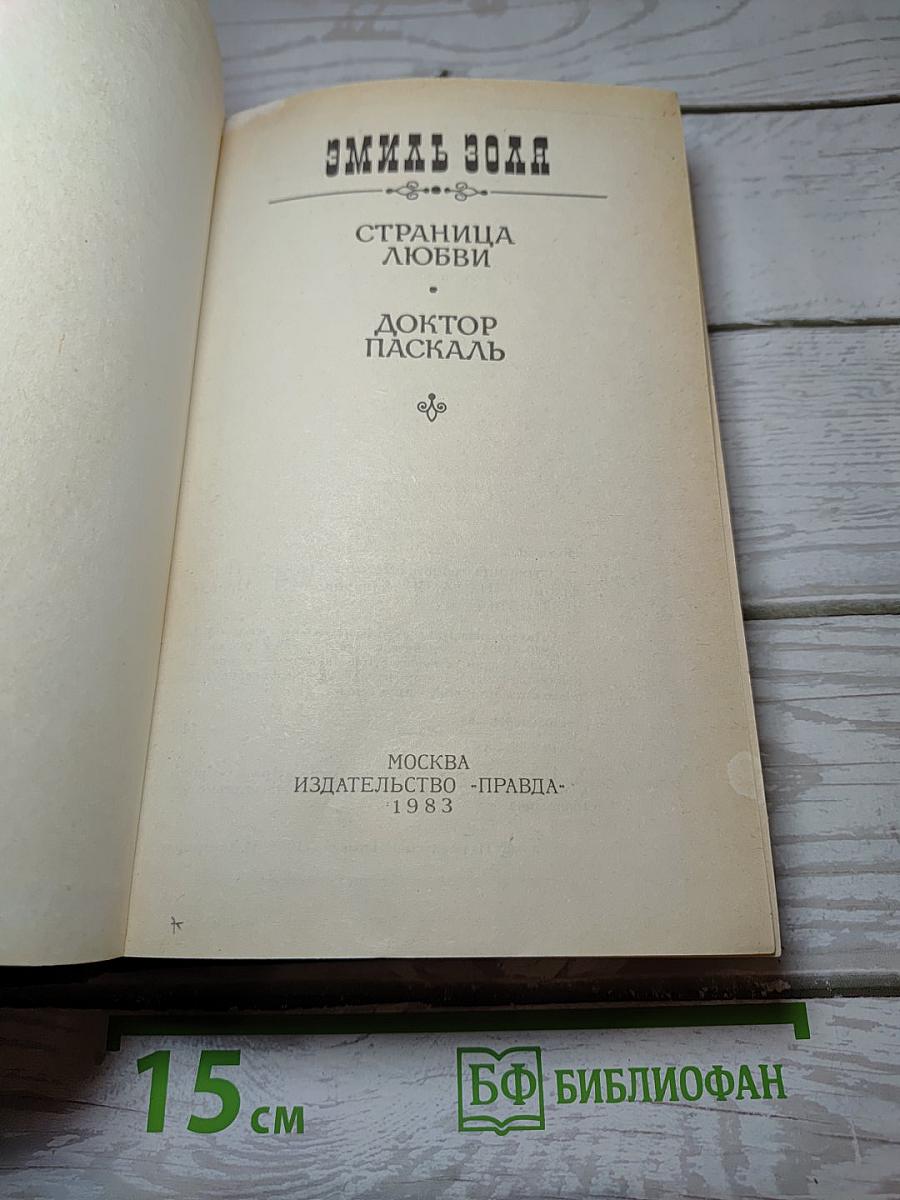 ЭМИЛЬ ЗОЛЯ
СТРАНИЦА
ЛЮБВИ
•
ДОКТОР
ПАСКАЛЬ
МОСКВА
ИЗДАТЕЛЬСТВО «ПРАВДА»
1983
15 см
БФ БИБЛИОФАН